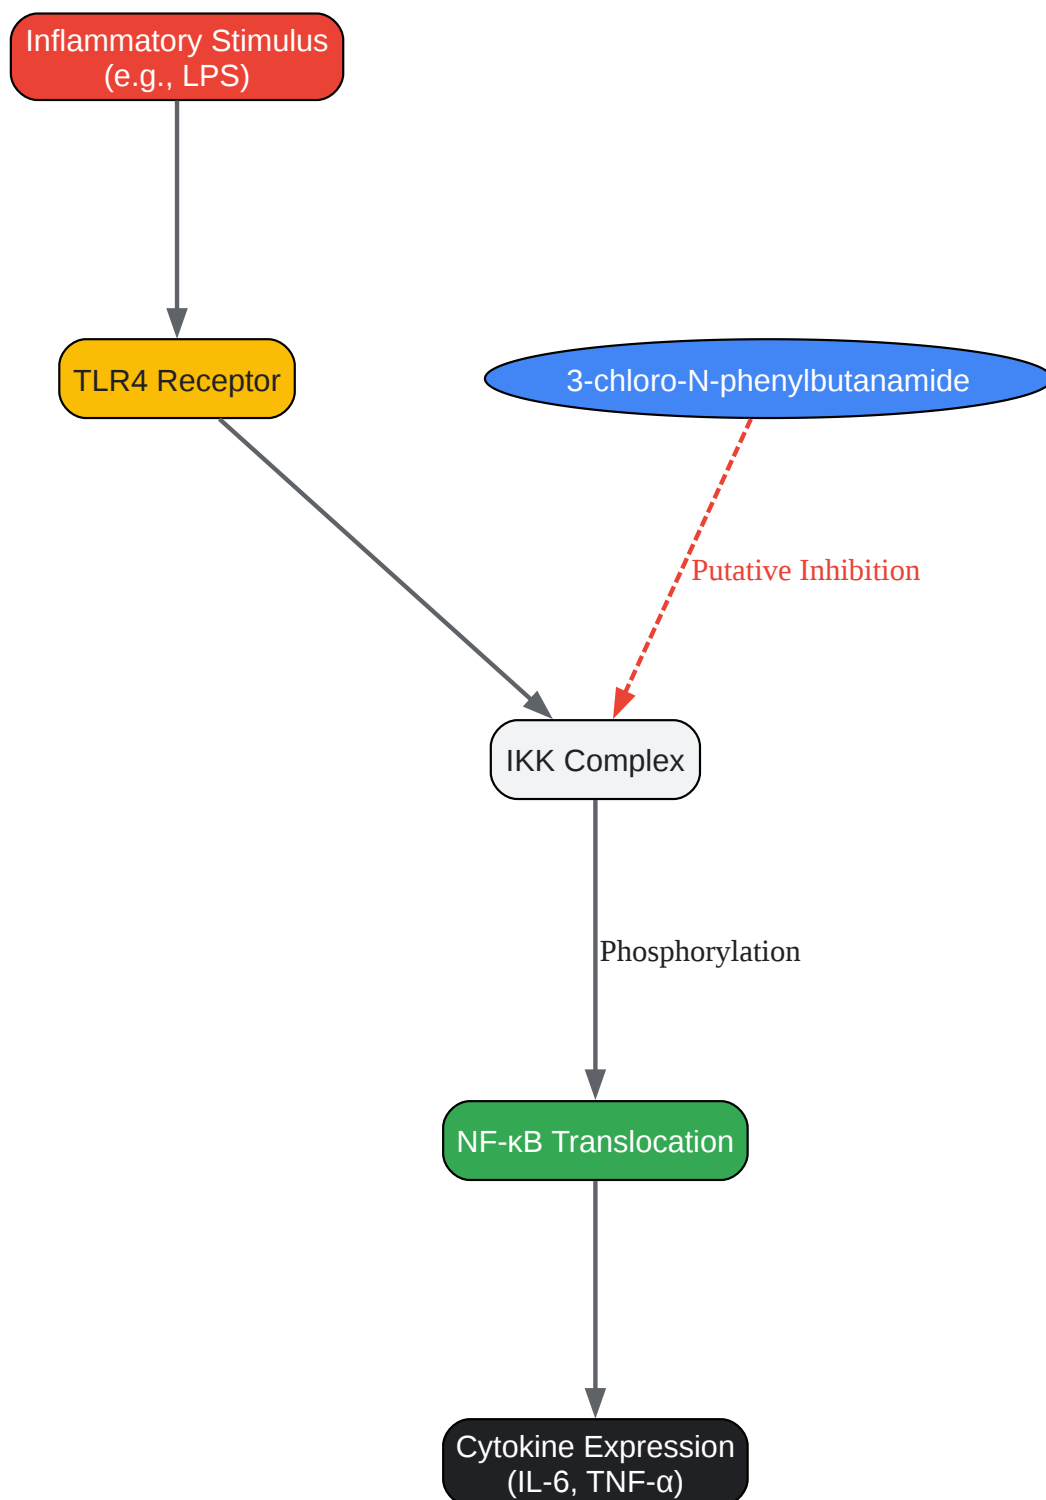 Inflammatory Stimulus
(e.g., LPS)
TLR4 Receptor
3-chloro-N-phenylbutanamide
Putative Inhibition
IKK Complex
Phosphorylation
NF-κB Translocation
Cytokine Expression
(IL-6, TNF-α)